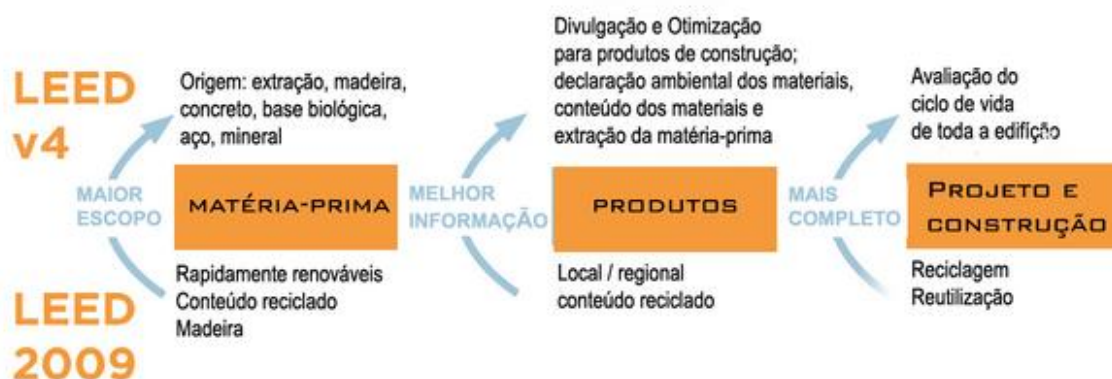 LEED
v4
Origem: extração, madeira,
concreto, base biológica,
aço, mineral
Divulgação e Otimização
para produtos de construção;
declaração ambiental dos materiais,
conteúdo dos materiais e
extração da matéria-prima
Avaliação do
ciclo de vida
de toda a edifição
MAIOR
ESCOPO
MATÉRIA-PRIMA
MELHOR
INFORMAÇÃO
PRODUTOS
MAIS
COMPLETO
PROJETO E
CONSTRUÇÃO
LEED
2009
Rapidamente renováveis
Conteúdo reciclado
Madeira
Local / regional
conteúdo reciclado
Reciclagem
Reutilização